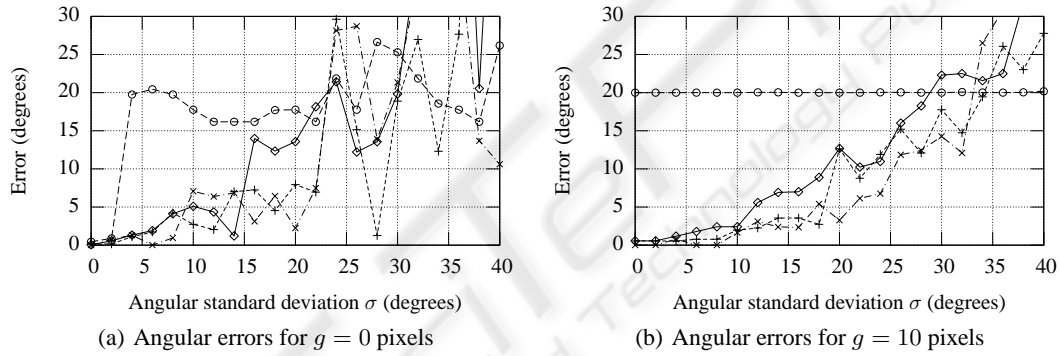 30
25
20
15
10
5
0
Error (degrees)
0 5 10 15 20 25 30 35 40
Angular standard deviation σ (degrees)
(a) Angular errors for g = 0 pixels
30
25
20
15
10
5
0
Error (degrees)
0 5 10 15 20 25 30 35 40
Angular standard deviation σ (degrees)
(b) Angular errors for g = 10 pixels
Technology Pu